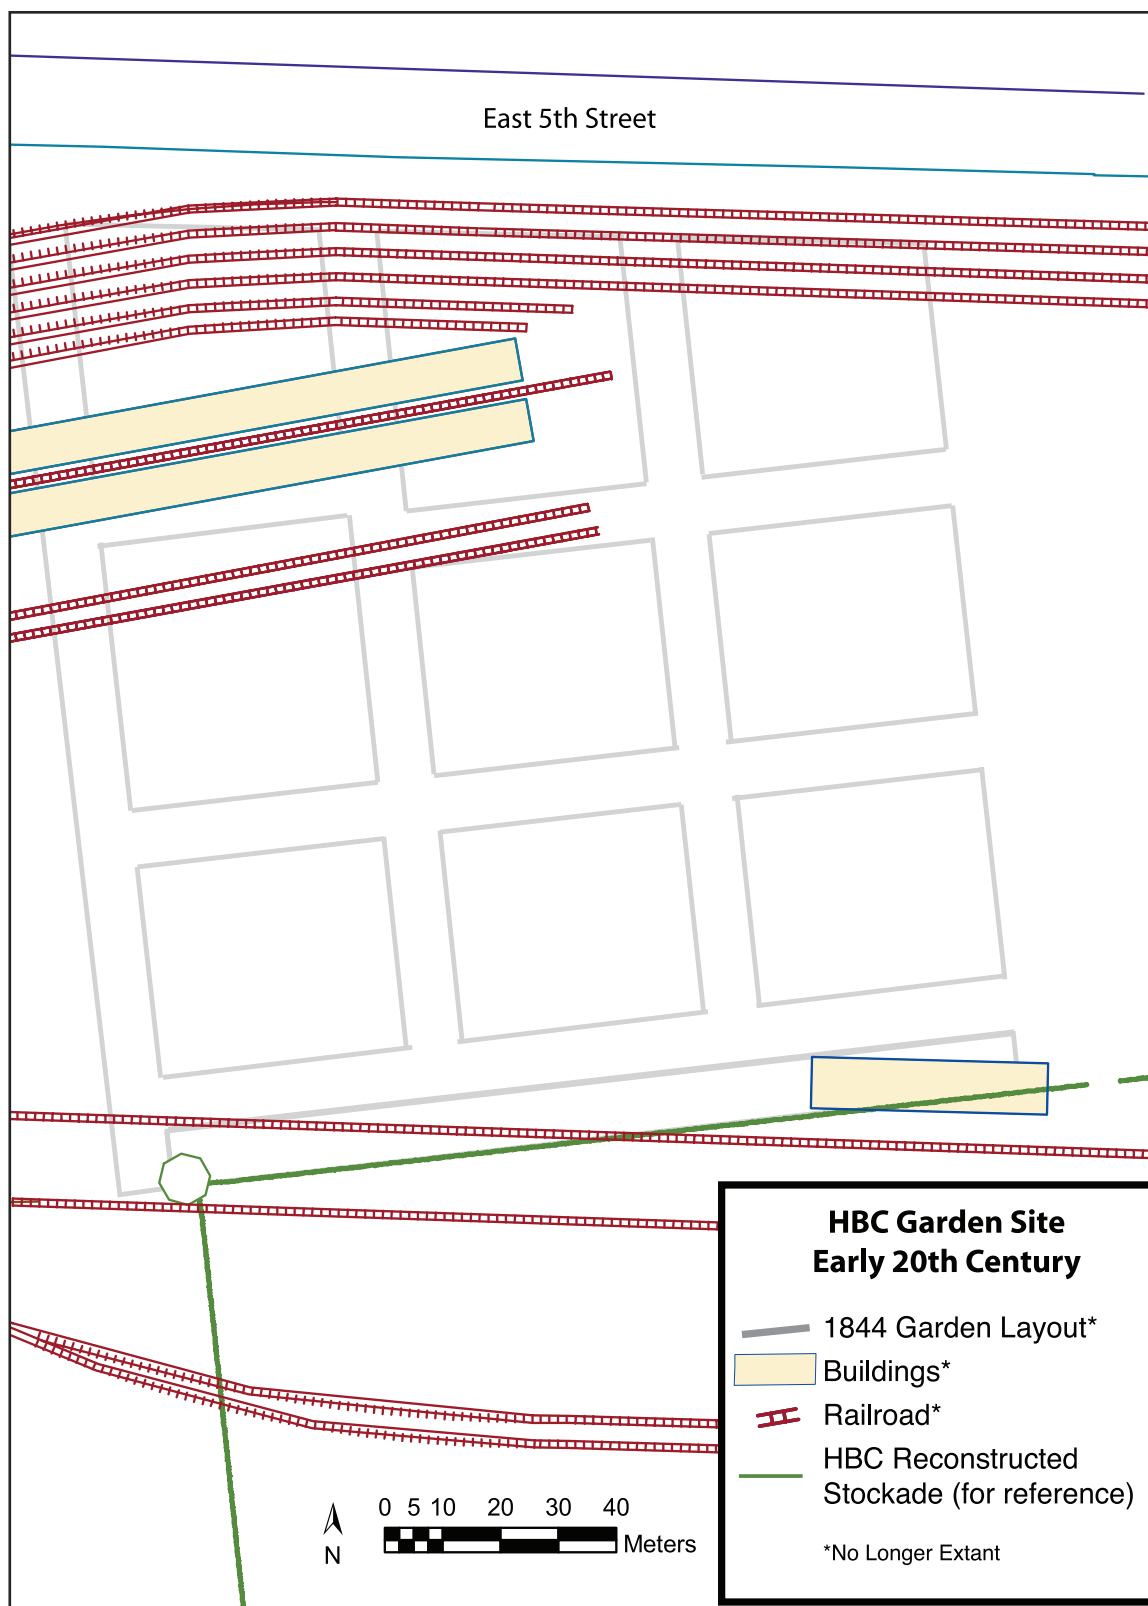 East 5th Street
HBC Garden Site
Early 20th Century
1844 Garden Layout*
Buildings*
Railroad*
HBC Reconstructed
Stockade (for reference)
*No Longer Extant
0 5 10 20 30 40
Meters
N